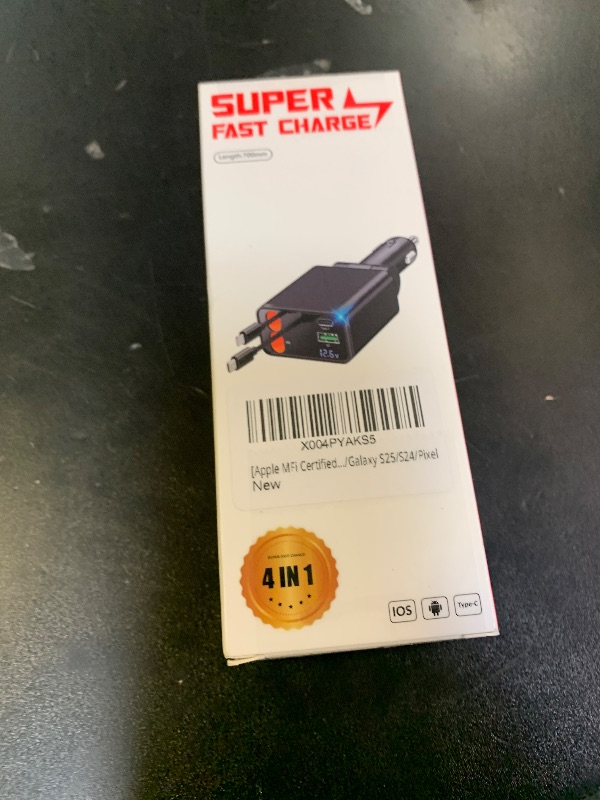 SUPER
FAST CHARGE
Length:700mm
12.6v
X004PYAKS5
[Apple MFi Certified.../Galaxy S25/S24/Pixel
New
4 IN 1
IOS
Type-C